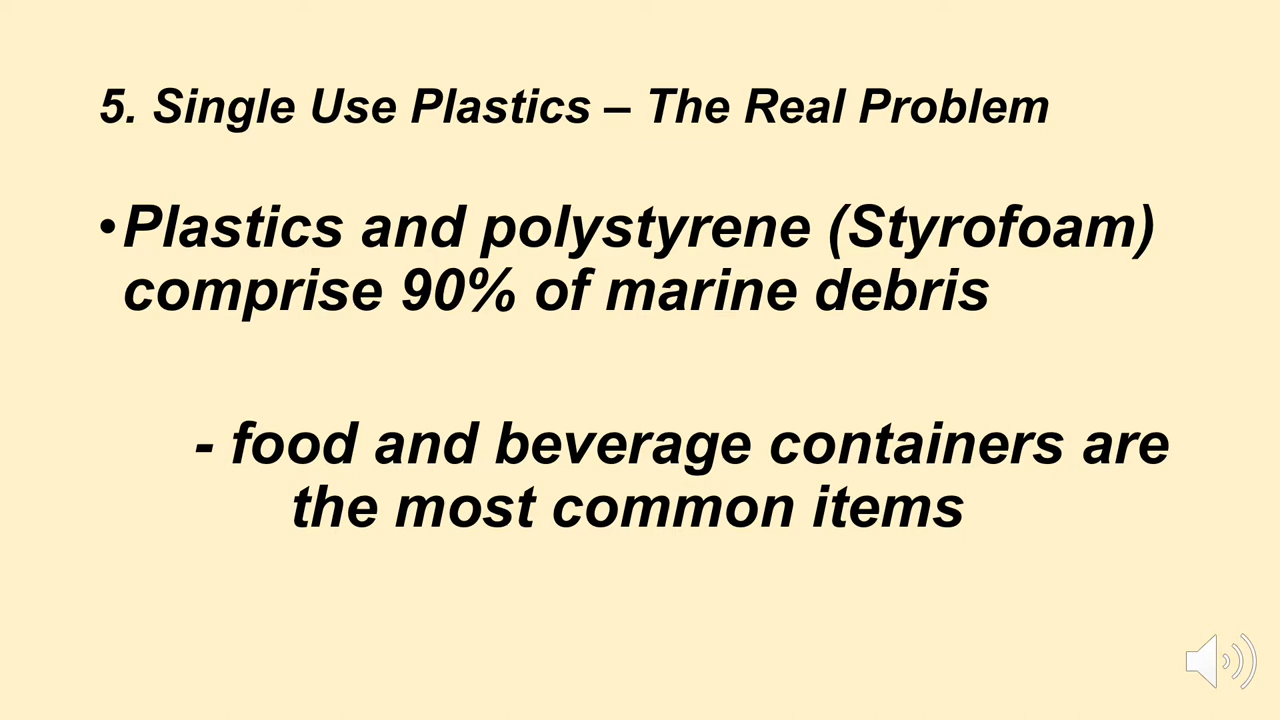 5. Single Use Plastics – The Real Problem
•Plastics and polystyrene (Styrofoam)
comprise 90% of marine debris
- food and beverage containers are
the most common items